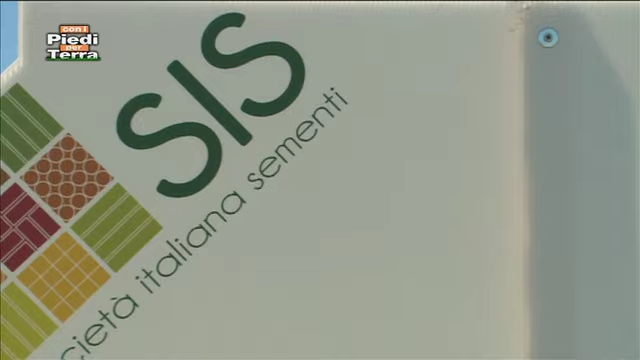 con i
Piedi
per
Terra
SIS
cietà italiana sementi